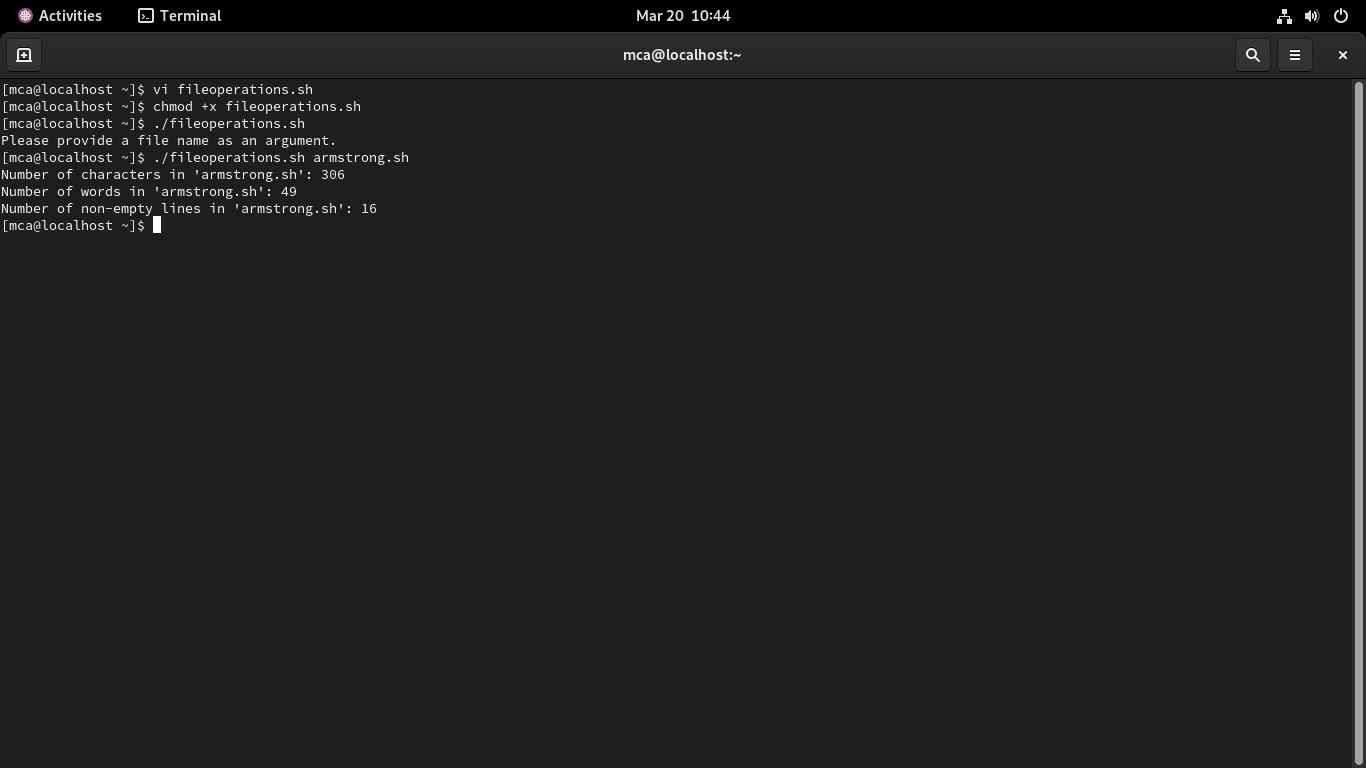 Activities Terminal Mar 20 10:44
mca@localhost:~
[mca@localhost ~]$ vi fileoperations.sh
[mca@localhost ~]$ chmod +x fileoperations.sh
[mca@localhost ~]$ ./fileoperations.sh
Please provide a file name as an argument.
[mca@localhost ~]$ ./fileoperations.sh armstrong.sh
Number of characters in 'armstrong.sh': 306
Number of words in 'armstrong.sh': 49
Number of non-empty lines in 'armstrong.sh': 16
[mca@localhost ~]$